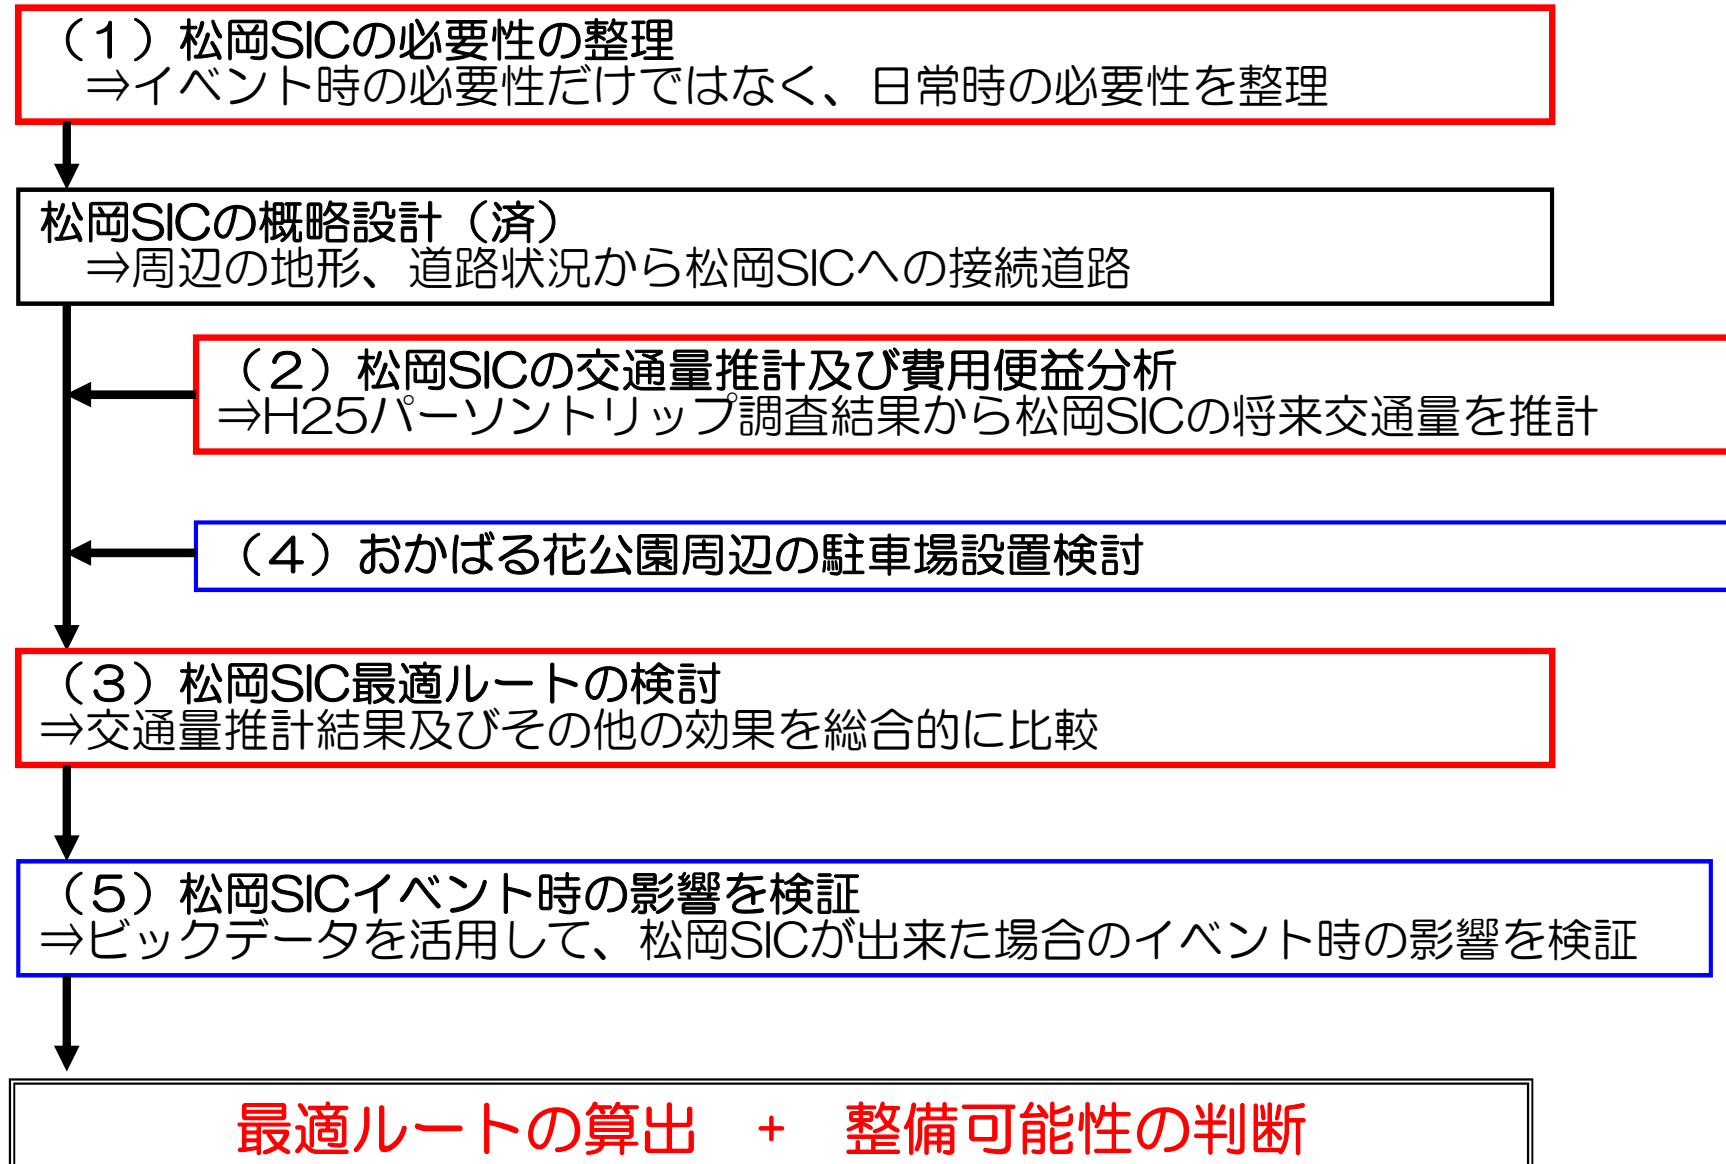 （1）松岡SICの必要性の整理
⇒イベント時の必要性だけではなく、日常時の必要性を整理
松岡SICの概略設計（済）
⇒周辺の地形、道路状況から松岡SICへの接続道路
（2）松岡SICの交通量推計及び費用便益分析
⇒H25パーソントリップ調査結果から松岡SICの将来交通量を推計
（4）おかばる花公園周辺の駐車場設置検討
（3）松岡SIC最適ルートの検討
⇒交通量推計結果及びその他の効果を総合的に比較
（5）松岡SICイベント時の影響を検証
⇒ビックデータを活用して、松岡SICが出来た場合のイベント時の影響を検証
最適ルートの算出　+　整備可能性の判断